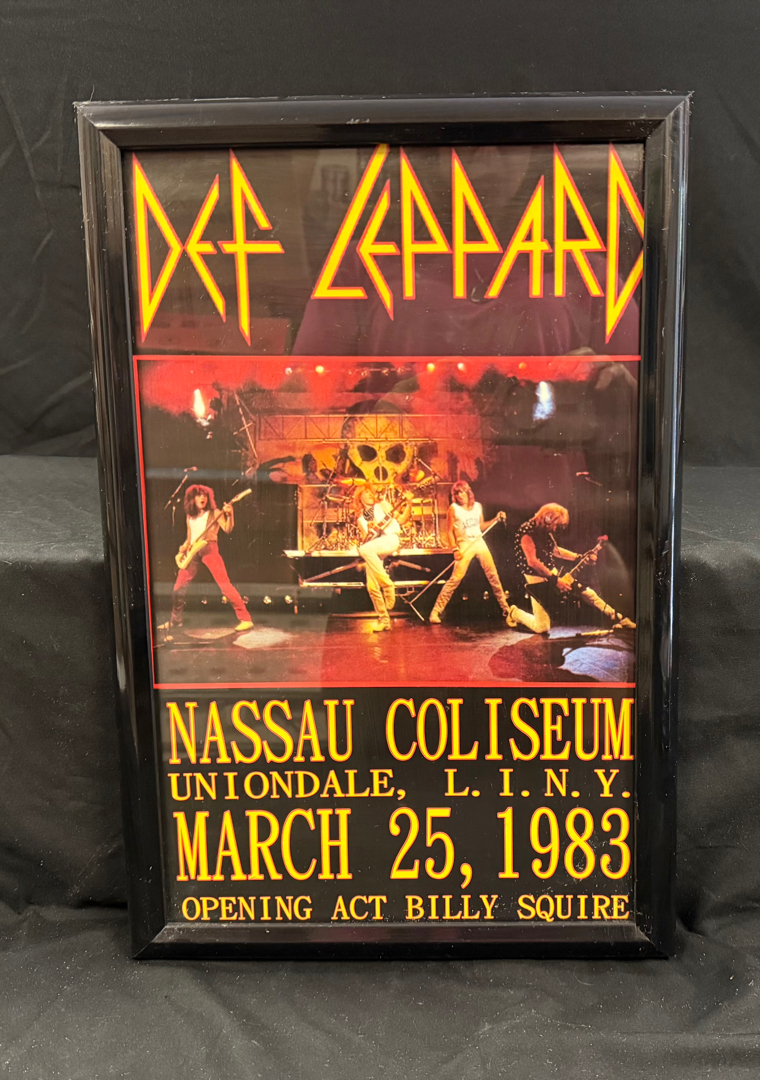 DEF LEPPARD
NASSAU COLISEUM
UNIONDALE, L.I.N.Y.
MARCH 25, 1983
OPENING ACT BILLY SQUIRE